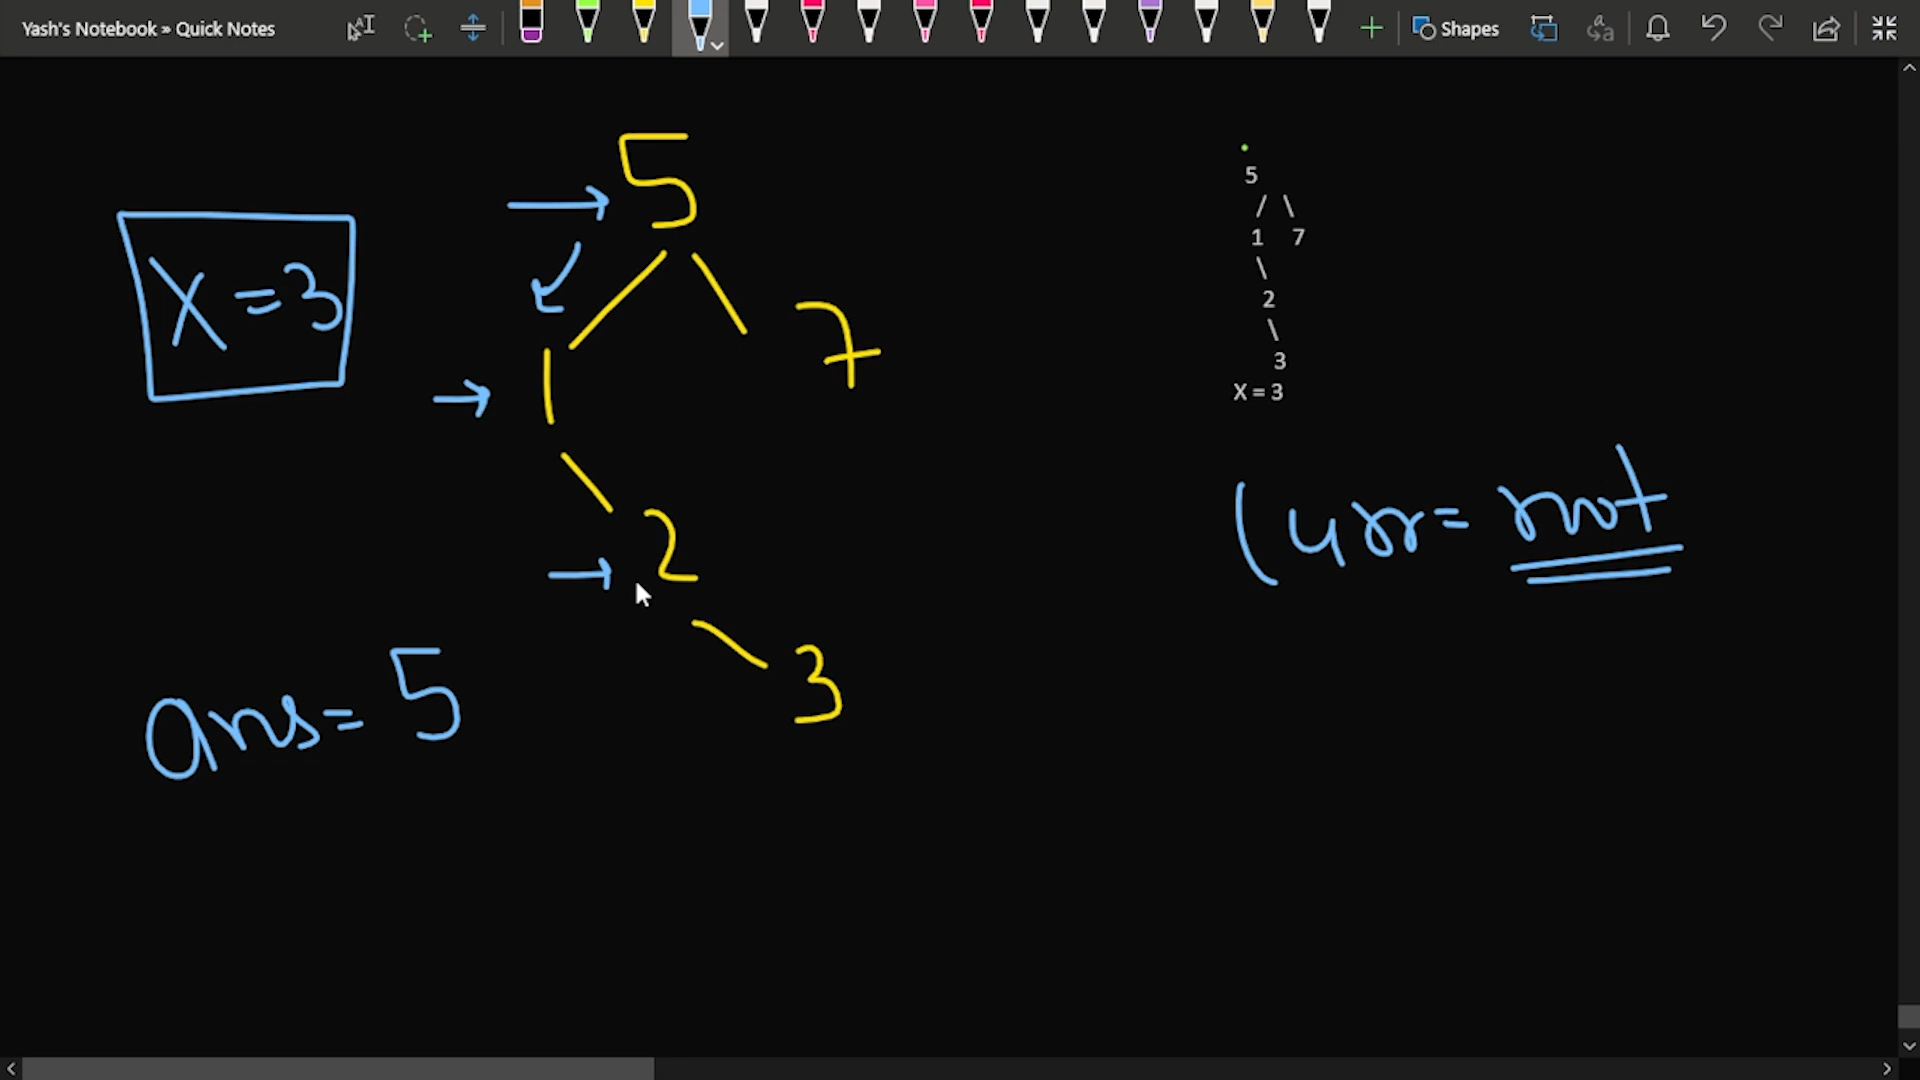 Yash's Notebook » Quick Notes
Shapes
5
X = 3
1
7
2
3
ans = 5
5
/ \
1 7
\
2
\
3
X = 3
Curr =